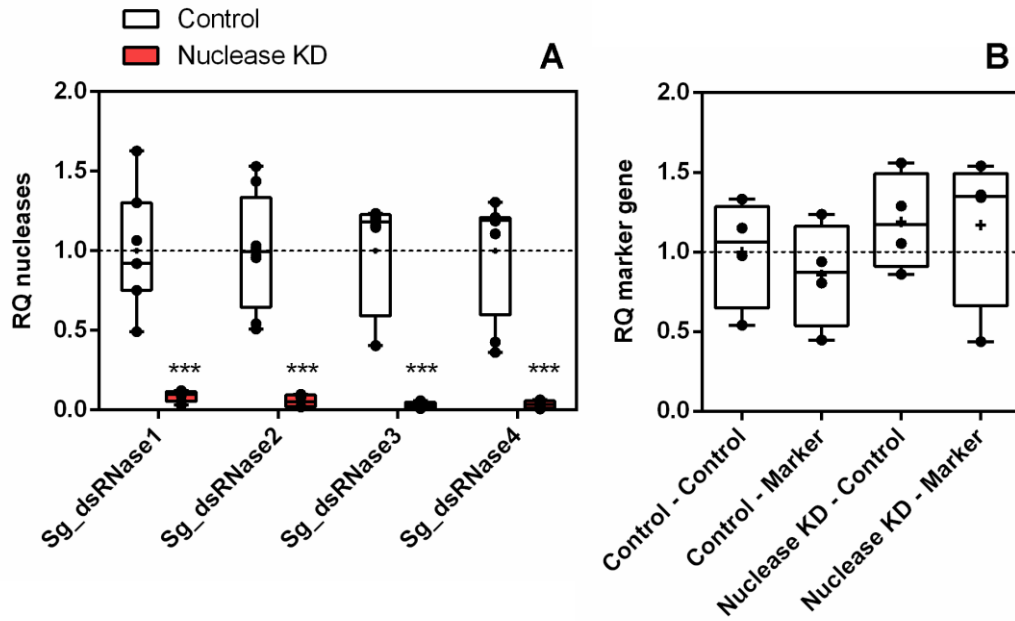 Control
Nuclease KD
A
B
RQ nucleases
2.0
1.5
1.0
0.5
0.0
***
***
***
***
Sg_dsRNase1
Sg_dsRNase2
Sg_dsRNase3
Sg_dsRNase4
RQ marker gene
2.0
1.5
1.0
0.5
0.0
Control - Control
Control - Marker
Nuclease KD - Control
Nuclease KD - Marker